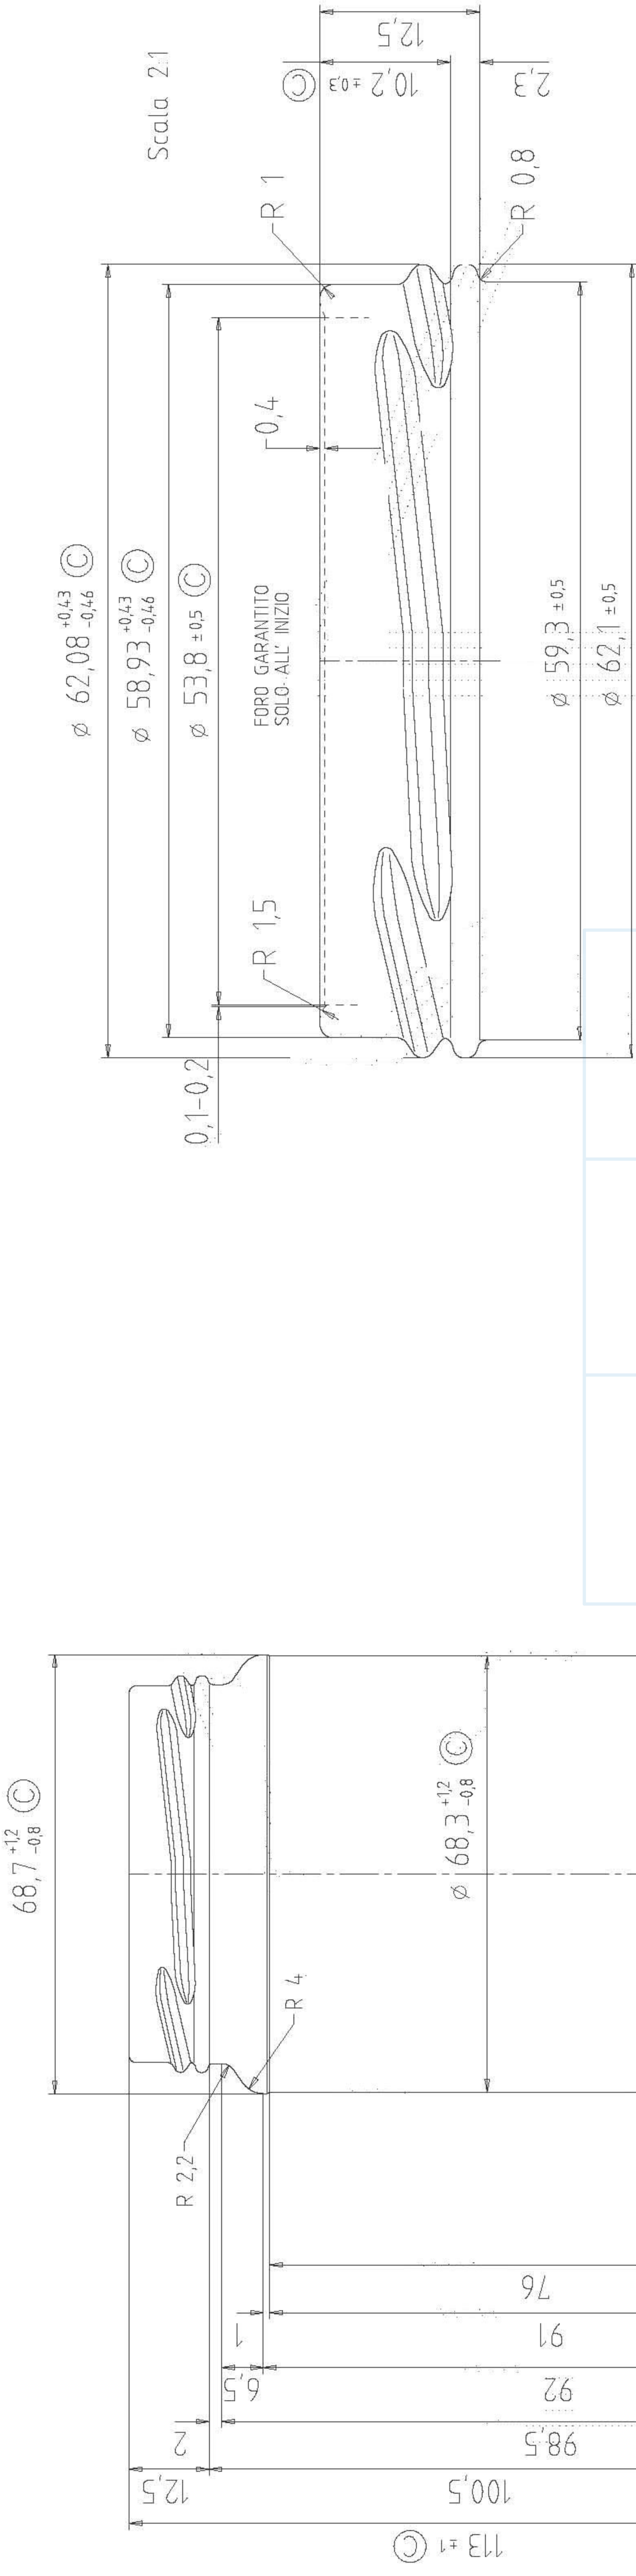 Scala 2:1
⌀ 62,08 +0,43 -0,46 Ⓒ
⌀ 58,93 +0,43 -0,46 Ⓒ
⌀ 53,8 ±0,5 Ⓒ
FORO GARANTITO
SOLO ALL' INIZIO
0,4
R 1
R 1,5
0,1-0,2
12,5
10,2 ±0,3 Ⓒ
2,3
R 0,8
⌀ 59,3 ±0,5
⌀ 62,1 ±0,5
68,7 +1,2 -0,8 Ⓒ
⌀ 68,3 +1,2 -0,8 Ⓒ
R 2,2
R 4
76
91
1
92
6,5
98,5
2
100,5
12,5
113 ±1 Ⓒ